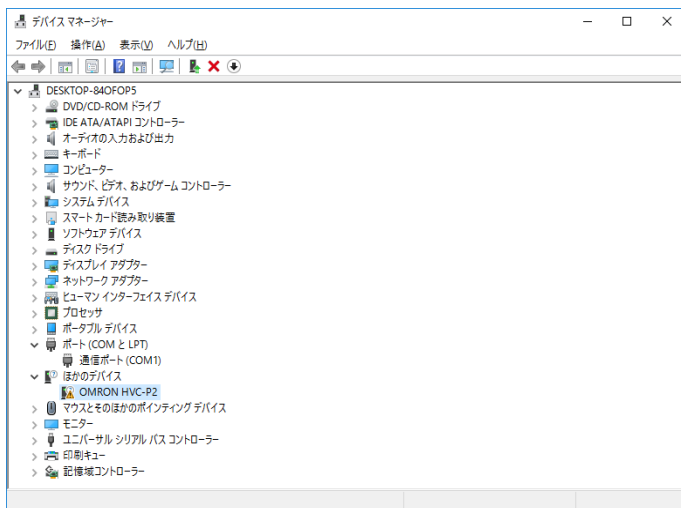 デバイス マネージャー
ファイル(F) 操作(A) 表示(V) ヘルプ(H)
DESKTOP-84OFOP5
DVD/CD-ROM ドライブ
IDE ATA/ATAPI コントローラー
オーディオの入力および出力
キーボード
コンピューター
サウンド、ビデオ、およびゲーム コントローラー
システム デバイス
スマート カード読み取り装置
ソフトウェア デバイス
ディスク ドライブ
ディスプレイ アダプター
ネットワーク アダプター
ヒューマン インターフェイス デバイス
プロセッサ
ポータブル デバイス
ポート (COM と LPT)
通信ポート (COM1)
ほかのデバイス
OMRON HVC-P2
マウスとそのほかのポインティング デバイス
モニター
ユニバーサル シリアル バス コントローラー
印刷キュー
記憶域コントローラー